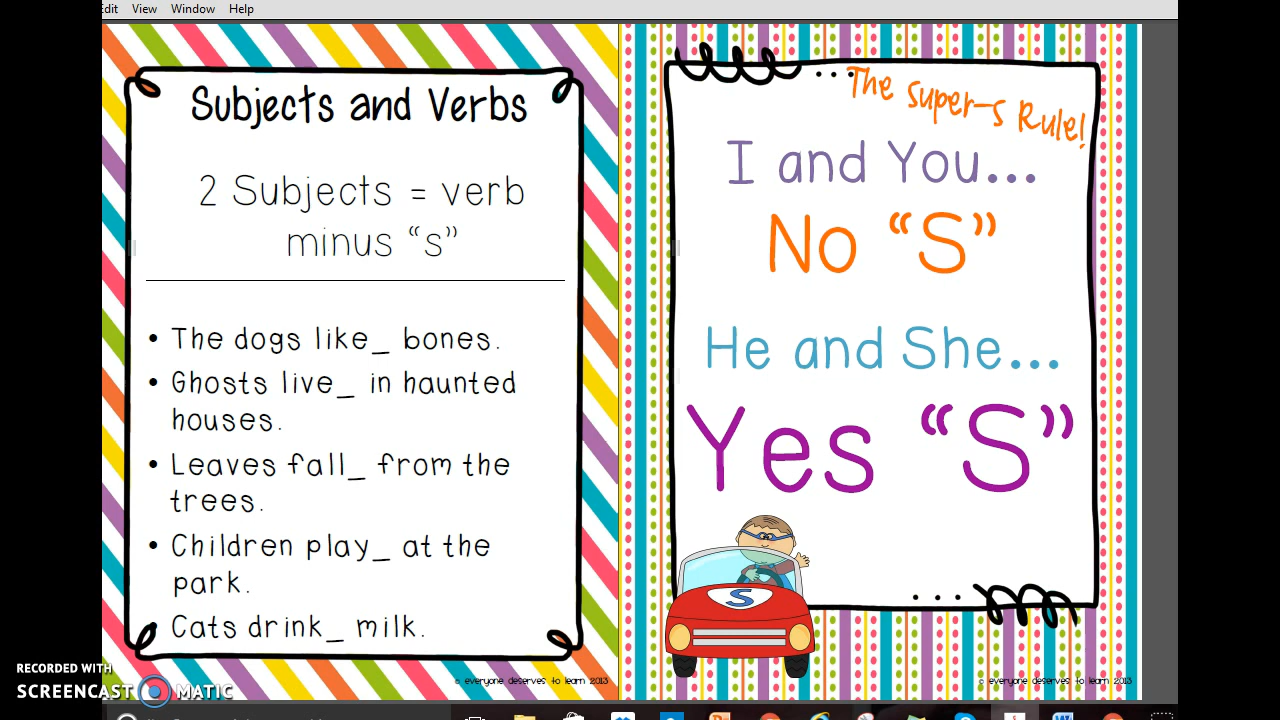 Edit View Window Help
Subjects and Verbs
2 Subjects = verb
minus “s”
• The dogs like_ bones.
• Ghosts live_ in haunted
houses.
• Leaves fall_ from the
trees.
• Children play_ at the
park.
• Cats drink_ milk.
© everyone deserves to learn 2013
...The Super-s Rule!
I and You...
No “S”
He and She...
Yes “S”
S
...
© everyone deserves to learn 2013
RECORDED WITH
SCREENCAST MATIC